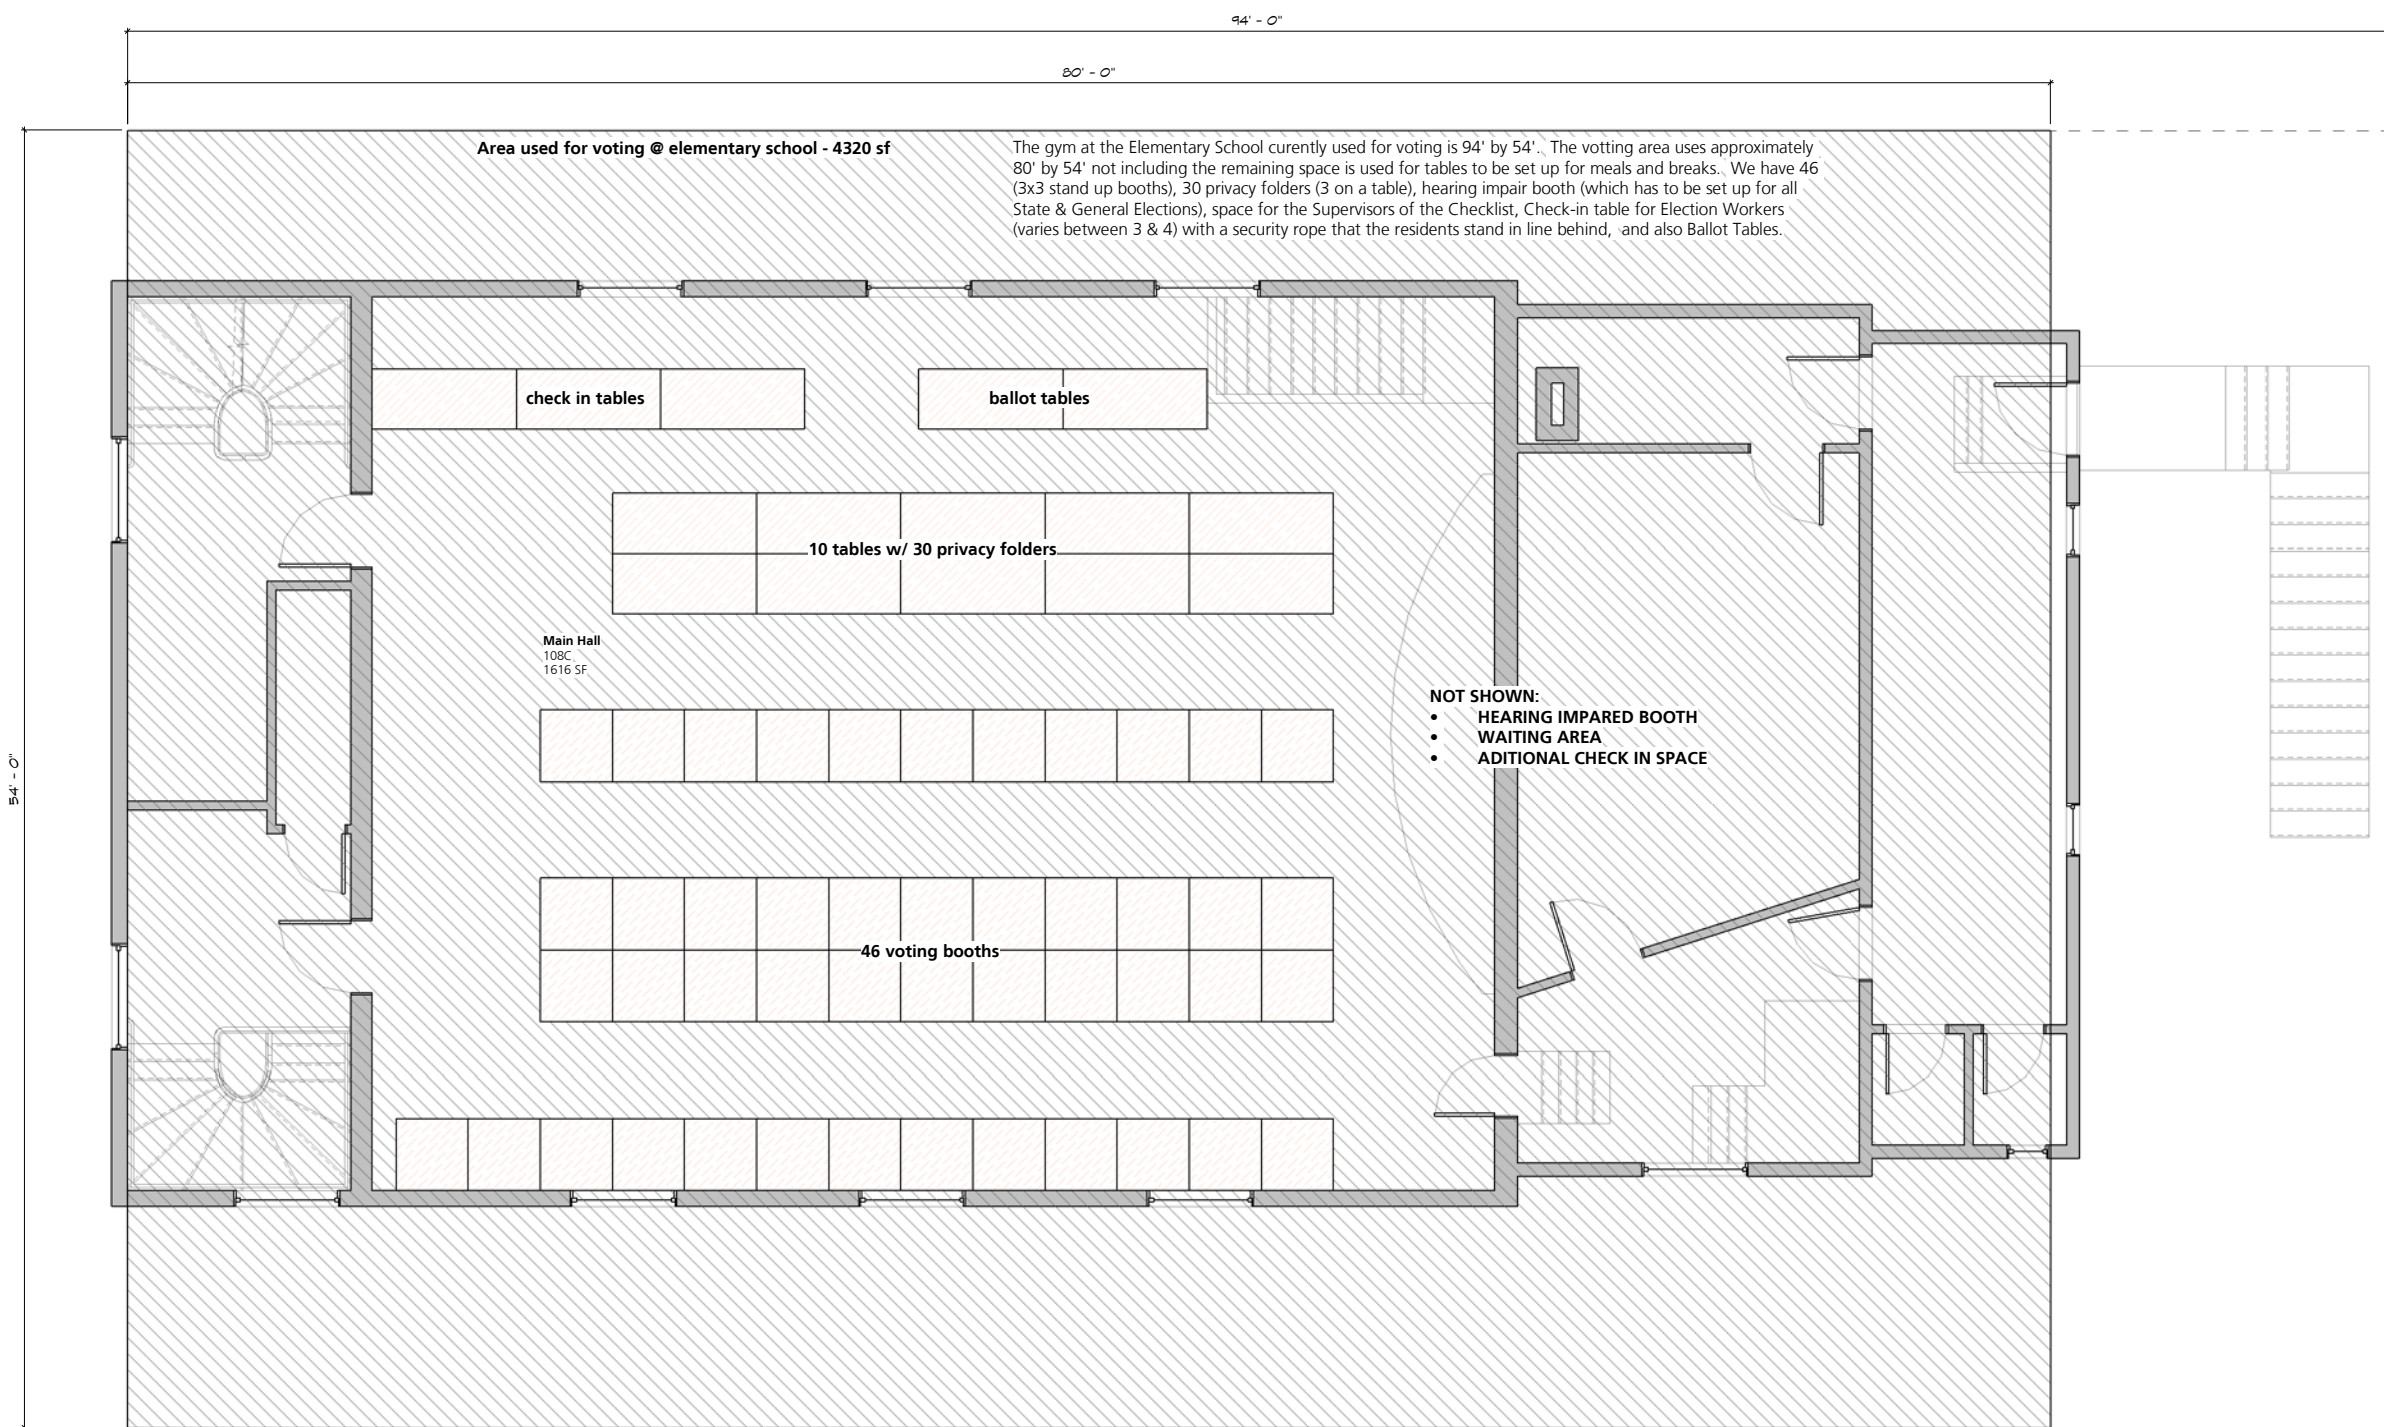 94' - 0"
80' - 0"
Area used for voting @ elementary school - 4320 sf
The gym at the Elementary School curently used for voting is 94' by 54'. The votting area uses approximately
80' by 54' not including the remaining space is used for tables to be set up for meals and breaks. We have 46
(3x3 stand up booths), 30 privacy folders (3 on a table), hearing impair booth (which has to be set up for all
State & General Elections), space for the Supervisors of the Checklist, Check-in table for Election Workers
(varies between 3 & 4) with a security rope that the residents stand in line behind, and also Ballot Tables.
check in tables
ballot tables
10 tables w/ 30 privacy folders
Main Hall
108C
1616 SF
NOT SHOWN:
• HEARING IMPARED BOOTH
• WAITING AREA
• ADITIONAL CHECK IN SPACE
54' - 0"
46 voting booths